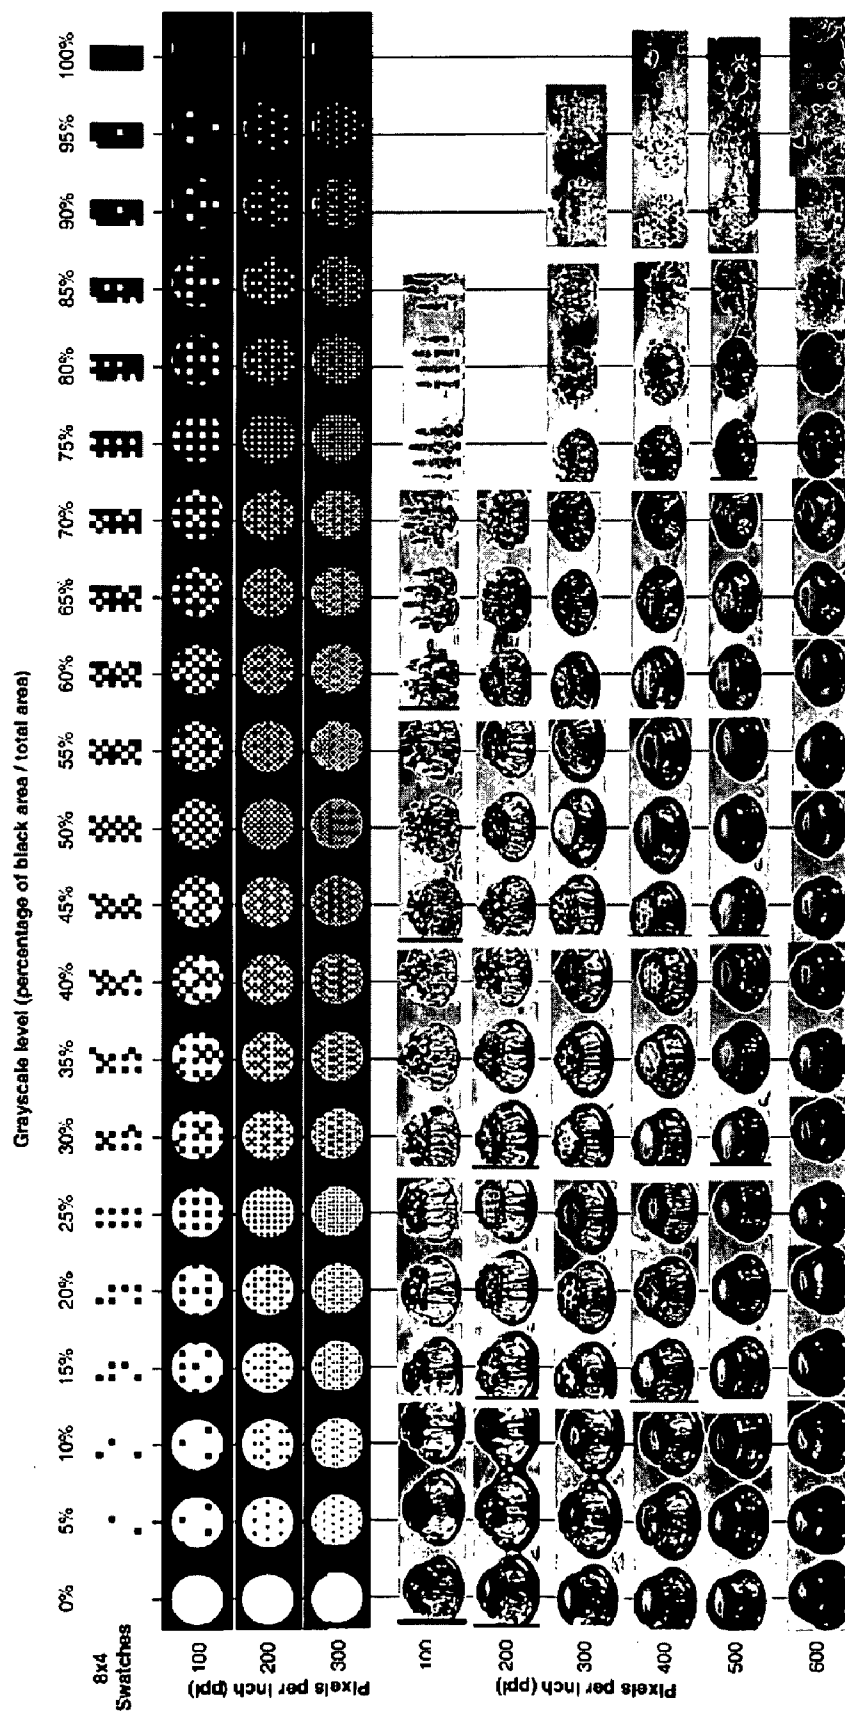 Grayscale level (percentage of black area / total area)
0% 5% 10% 15% 20% 25% 30% 35% 40% 45% 50% 55% 60% 65% 70% 75% 80% 85% 90% 95% 100%
8x4
Swatches
100
200
300
Pixels per Inch (ppi)
100
200
300
400
500
600
Pixels per Inch (ppi)